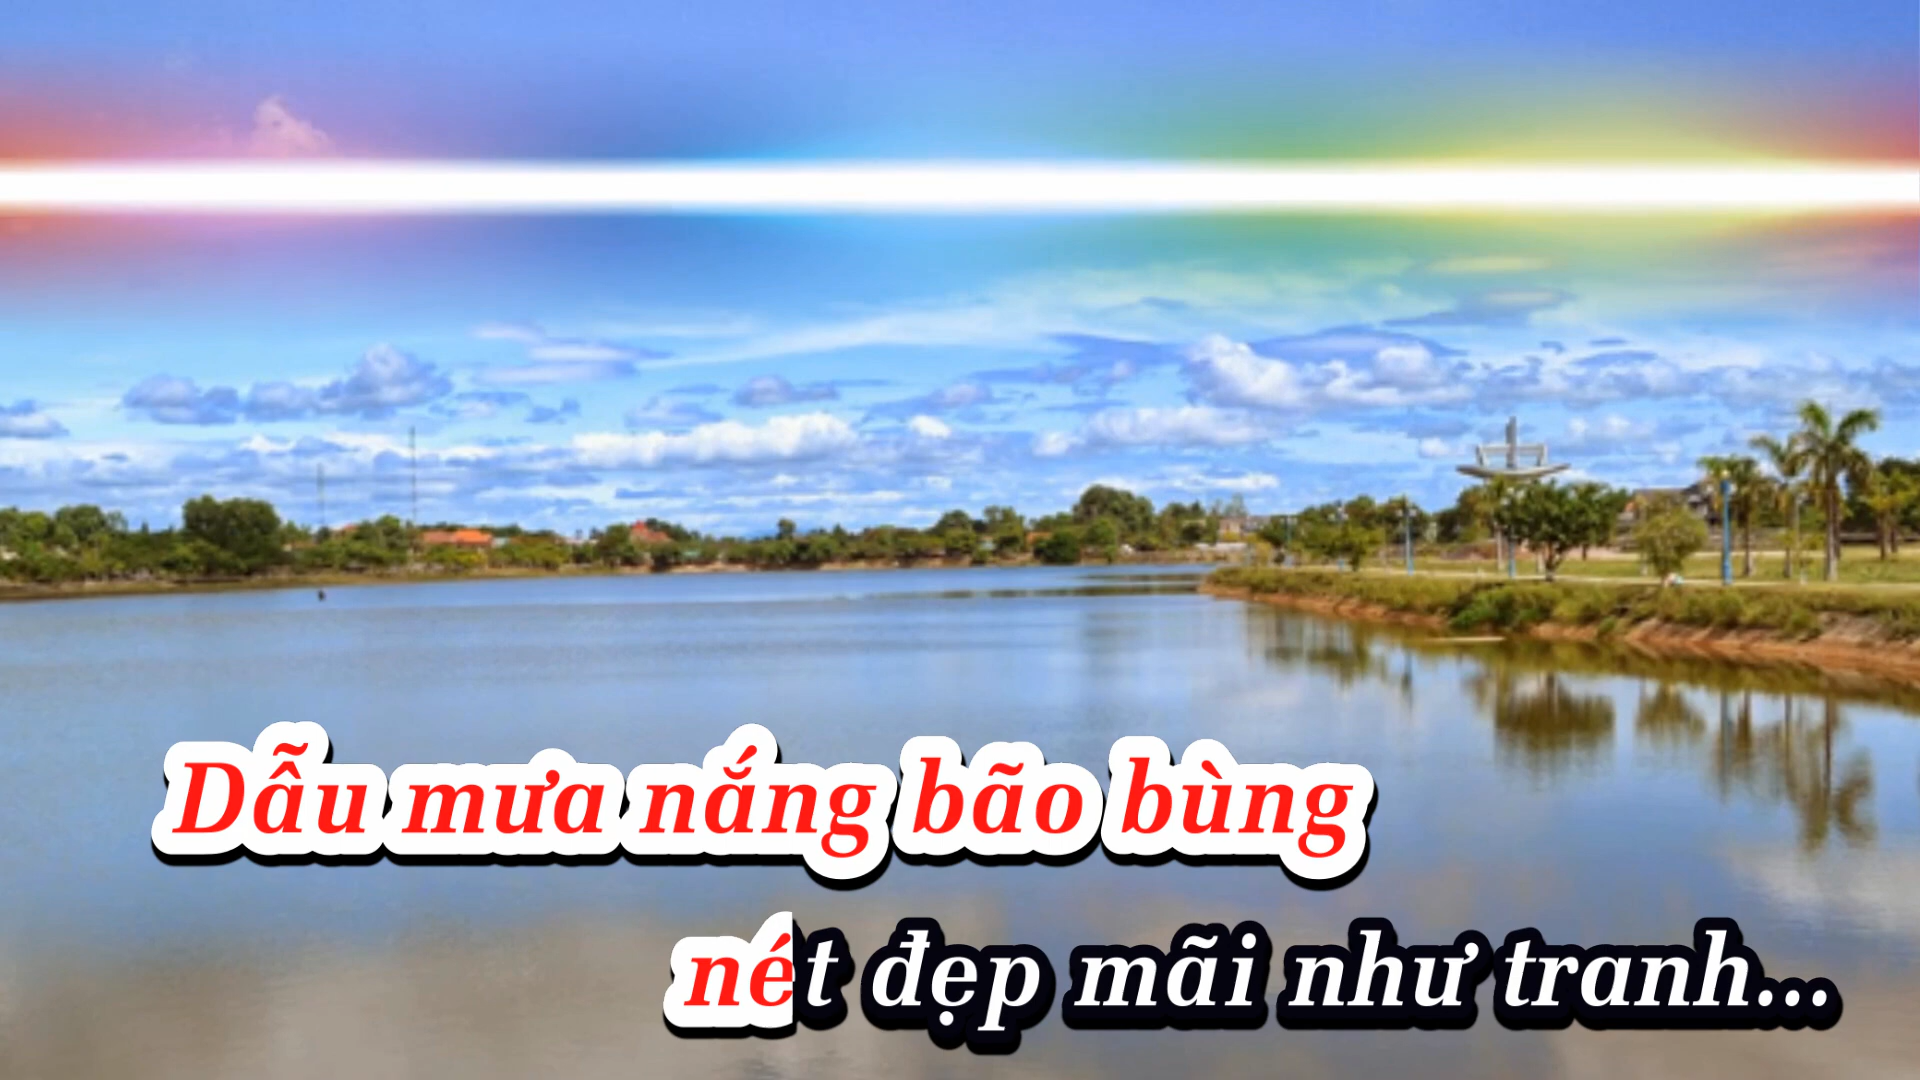 Dẫu mưa nắng bão bùng
nét đẹp mãi như tranh...